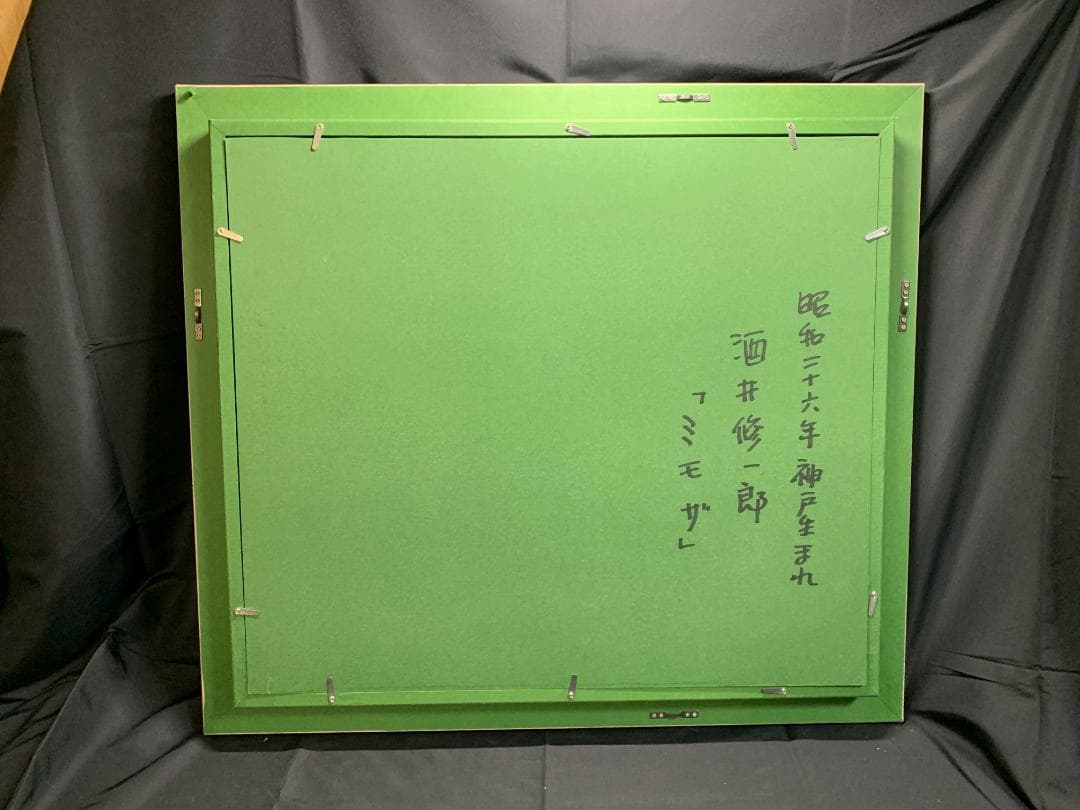 昭和二十六年 神戸生まれ
酒井修一郎
「ミモザ」